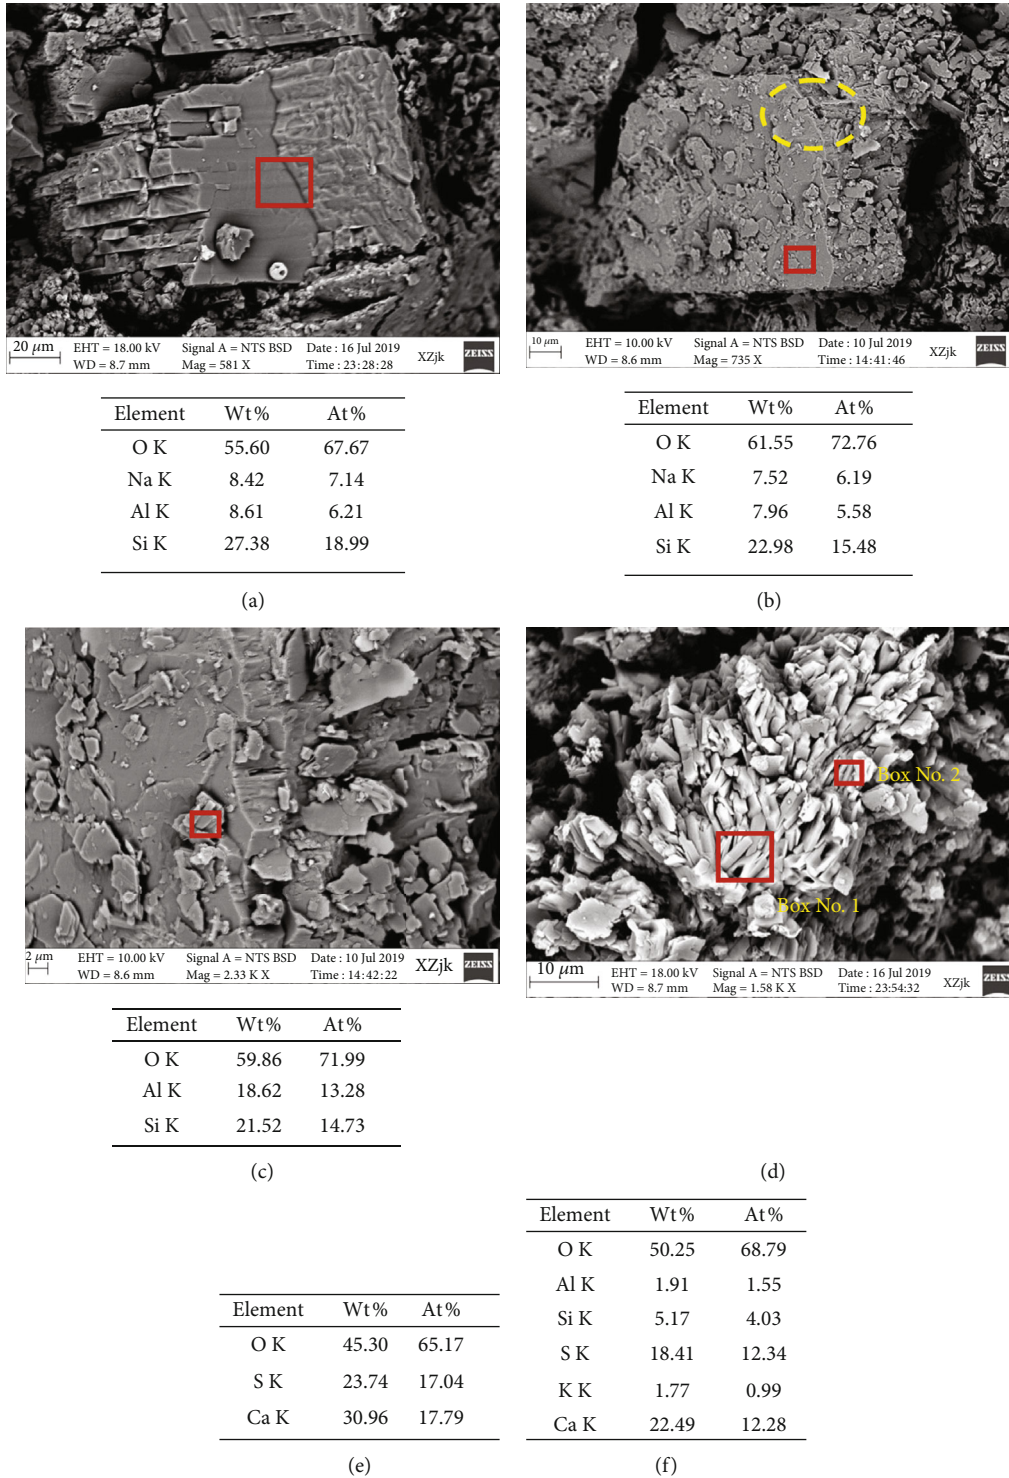 20 μm
EHT = 18.00 kV Signal A = NTS BSD Date : 16 Jul 2019
WD = 8.7 mm Mag = 581 X Time : 23:28:28
XZjk
ZEISS
10 μm
EHT = 10.00 kV Signal A = NTS BSD Date : 10 Jul 2019
WD = 8.6 mm Mag = 735 X Time : 14:41:46
XZjk
ZEISS
Element Wt% At%
O K 55.60 67.67
Na K 8.42 7.14
Al K 8.61 6.21
Si K 27.38 18.99
(a)
Element Wt% At%
O K 61.55 72.76
Na K 7.52 6.19
Al K 7.96 5.58
Si K 22.98 15.48
(b)
2 μm
EHT = 10.00 kV Signal A = NTS BSD Date : 10 Jul 2019
WD = 8.6 mm Mag = 2.33 K X Time : 14:42:22
XZjk
ZEISS
Element Wt% At%
O K 59.86 71.99
Al K 18.62 13.28
Si K 21.52 14.73
(c)
Box No. 2
Box No. 1
10 μm
EHT = 18.00 kV Signal A = NTS BSD Date : 16 Jul 2019
WD = 8.7 mm Mag = 1.58 K X Time : 23:54:32
XZjk
ZEISS
(d)
Element Wt% At%
O K 45.30 65.17
S K 23.74 17.04
Ca K 30.96 17.79
(e)
Element Wt% At%
O K 50.25 68.79
Al K 1.91 1.55
Si K 5.17 4.03
S K 18.41 12.34
K K 1.77 0.99
Ca K 22.49 12.28
(f)